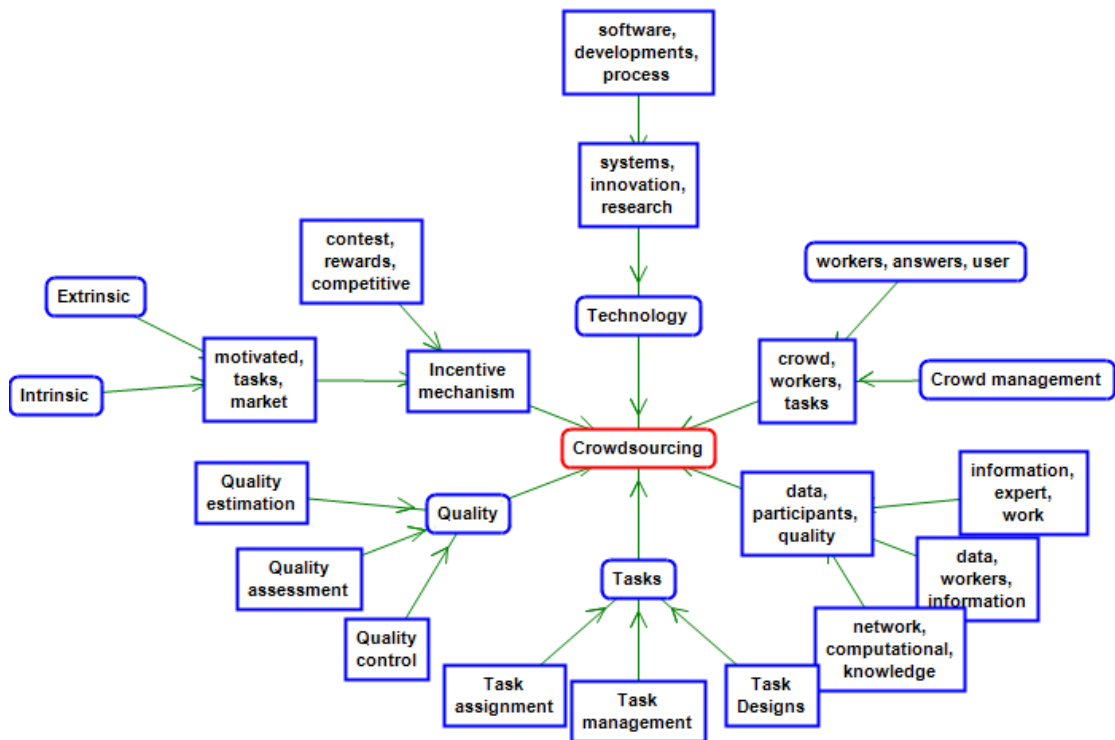 software,
developments,
process
systems,
innovation,
research
contest,
rewards,
competitive
workers, answers, user
Extrinsic
Technology
motivated,
tasks,
market
Incentive
mechanism
crowd,
workers,
tasks
Crowd management
Intrinsic
Crowdsourcing
Quality
estimation
Quality
data,
participants,
quality
information,
expert,
work
Quality
assessment
Tasks
data,
workers,
information
Quality
control
network,
computational,
knowledge
Task
assignment
Task
management
Task
Designs